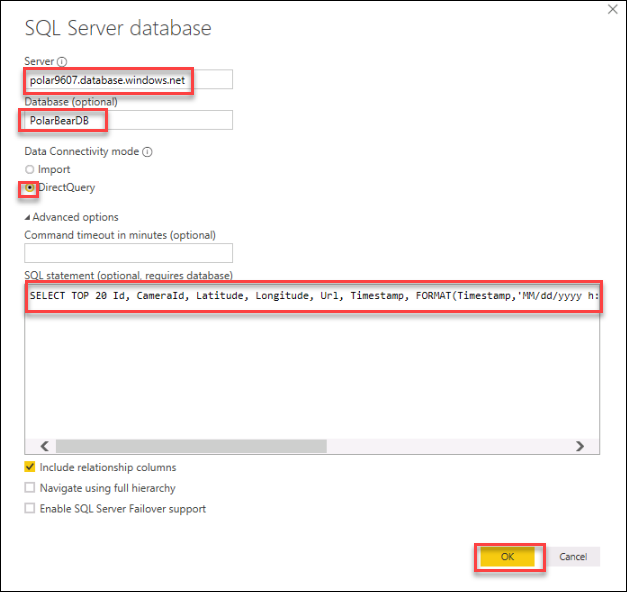 SQL Server database
Server
polar9607.database.windows.net
Database (optional)
PolarBearDB
Data Connectivity mode
Import
DirectQuery
Advanced options
Command timeout in minutes (optional)
SQL statement (optional, requires database)
SELECT TOP 20 Id, CameraId, Latitude, Longitude, Url, Timestamp, FORMAT(Timestamp,'MM/dd/yyyy h:
Include relationship columns
Navigate using full hierarchy
Enable SQL Server Failover support
OK Cancel